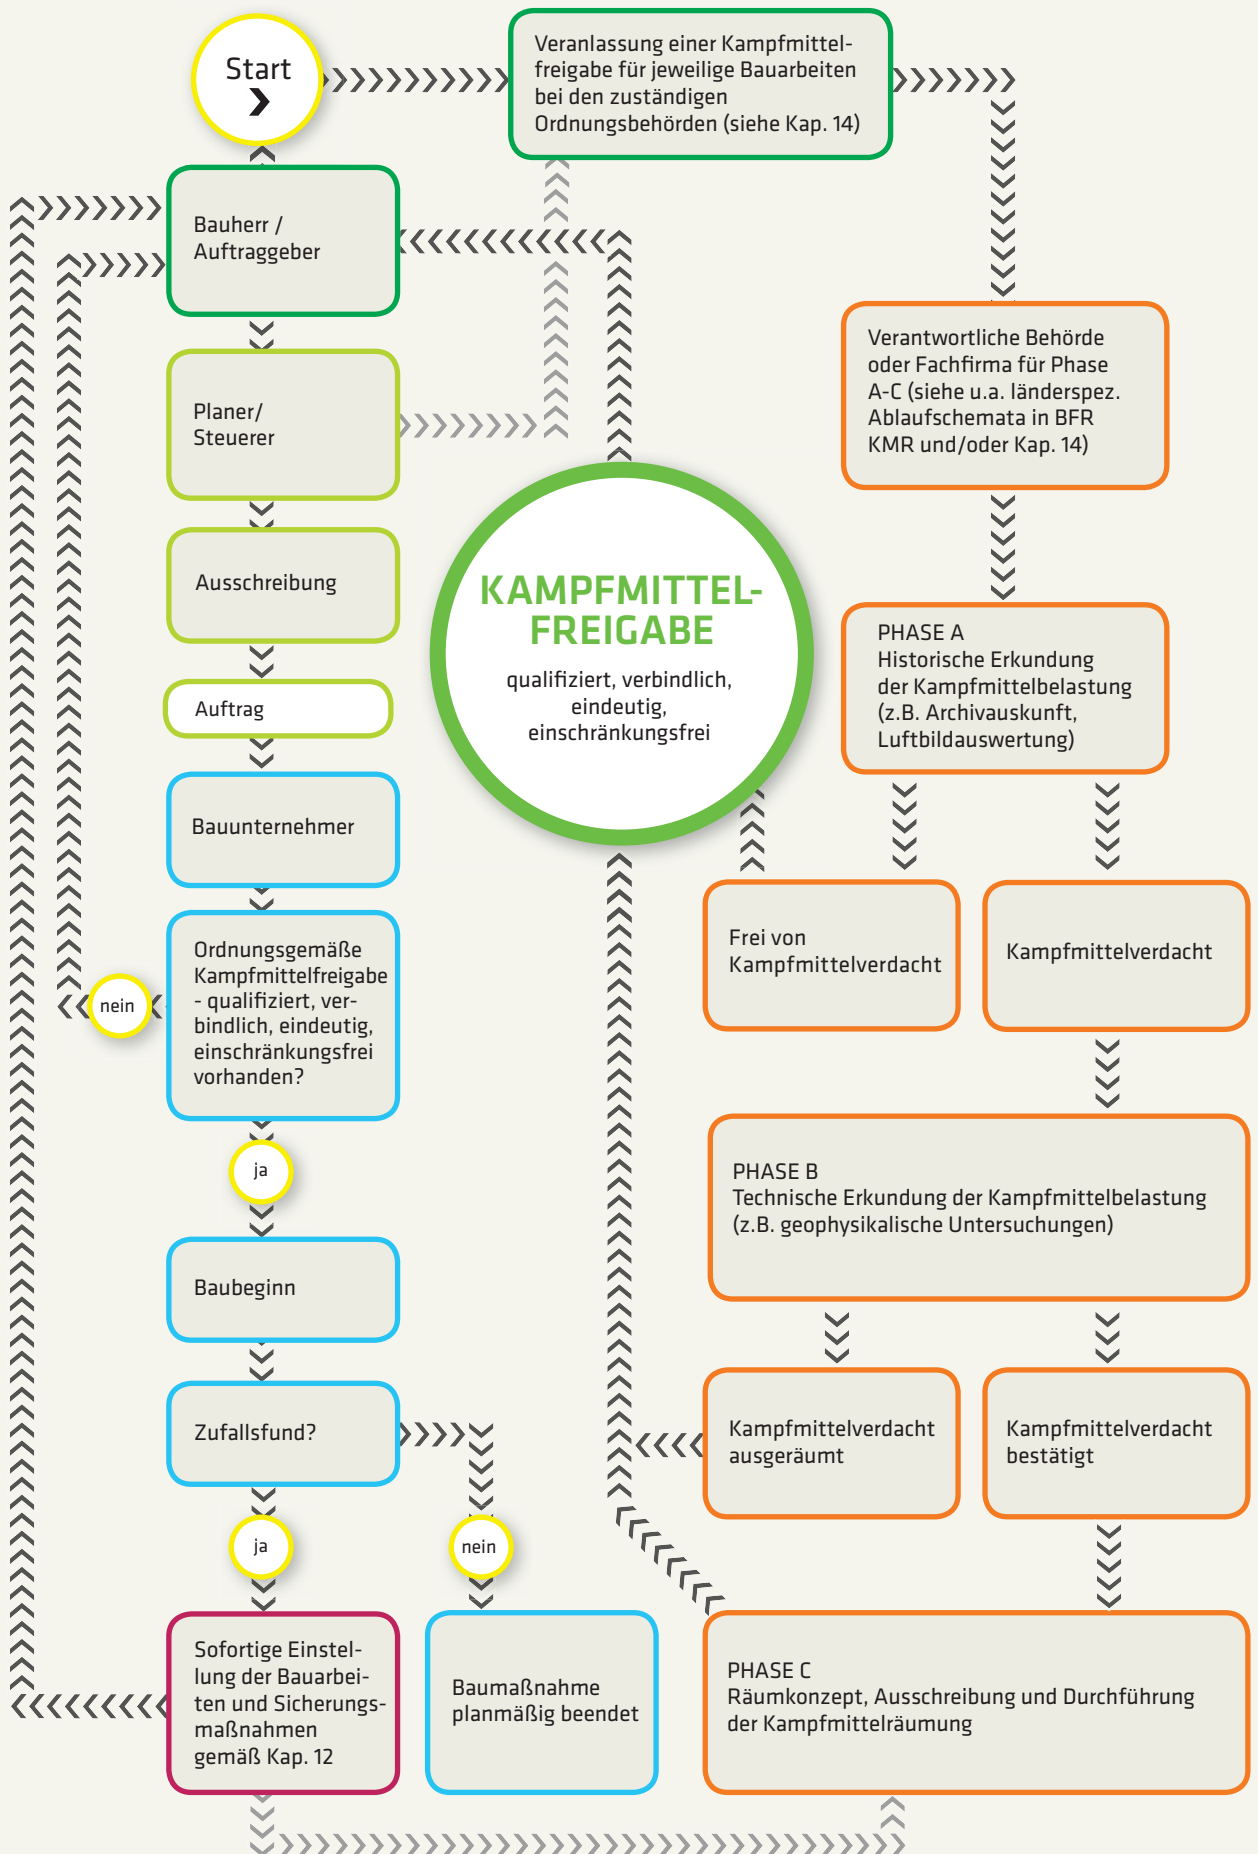 Start
Veranlassung einer Kampfmittel-
freigabe für jeweilige Bauarbeiten
bei den zuständigen
Ordnungsbehörden (siehe Kap. 14)
Bauherr /
Auftraggeber
Planer/
Steuerer
Ausschreibung
Auftrag
Bauunternehmer
Ordnungsgemäße
Kampfmittelfreigabe
- qualifiziert, ver-
bindlich, eindeutig,
einschränkungsfrei
vorhanden?
nein
ja
Baubeginn
Zufallsfund?
ja
nein
Sofortige Einstel-
lung der Bauarbei-
ten und Sicherungs-
maßnahmen
gemäß Kap. 12
Baumaßnahme
planmäßig beendet
KAMPFMITTEL-
FREIGABE
qualifiziert, verbindlich,
eindeutig,
einschränkungsfrei
Verantwortliche Behörde
oder Fachfirma für Phase
A-C (siehe u.a. länderspez.
Ablaufschemata in BFR
KMR und/oder Kap. 14)
PHASE A
Historische Erkundung
der Kampfmittelbelastung
(z.B. Archivauskunft,
Luftbildauswertung)
Frei von
Kampfmittelverdacht
Kampfmittelverdacht
PHASE B
Technische Erkundung der Kampfmittelbelastung
(z.B. geophysikalische Untersuchungen)
Kampfmittelverdacht
ausgeräumt
Kampfmittelverdacht
bestätigt
PHASE C
Räumkonzept, Ausschreibung und Durchführung
der Kampfmittelräumung